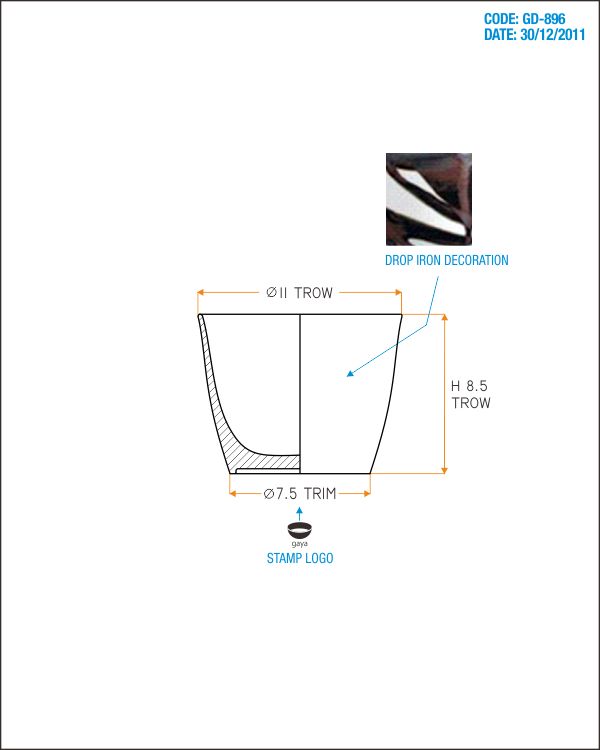 CODE: GD-896
DATE: 30/12/2011
DROP IRON DECORATION
Ø11 TROW
H 8.5
TROW
Ø7.5 TRIM
gaya
STAMP LOGO